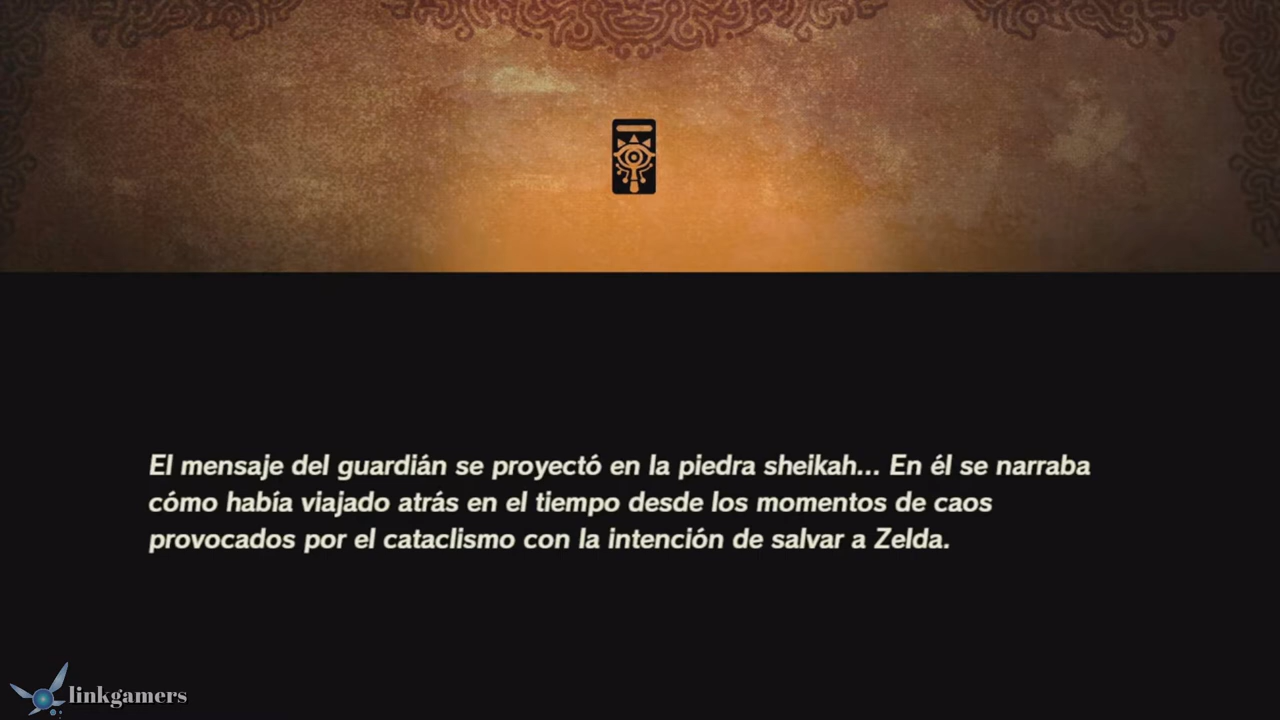 El mensaje del guardián se proyectó en la piedra sheikah... En él se narraba
cómo había viajado atrás en el tiempo desde los momentos de caos
provocados por el cataclismo con la intención de salvar a Zelda.
linkgamers